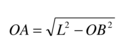 OA = √(L² − OB²)